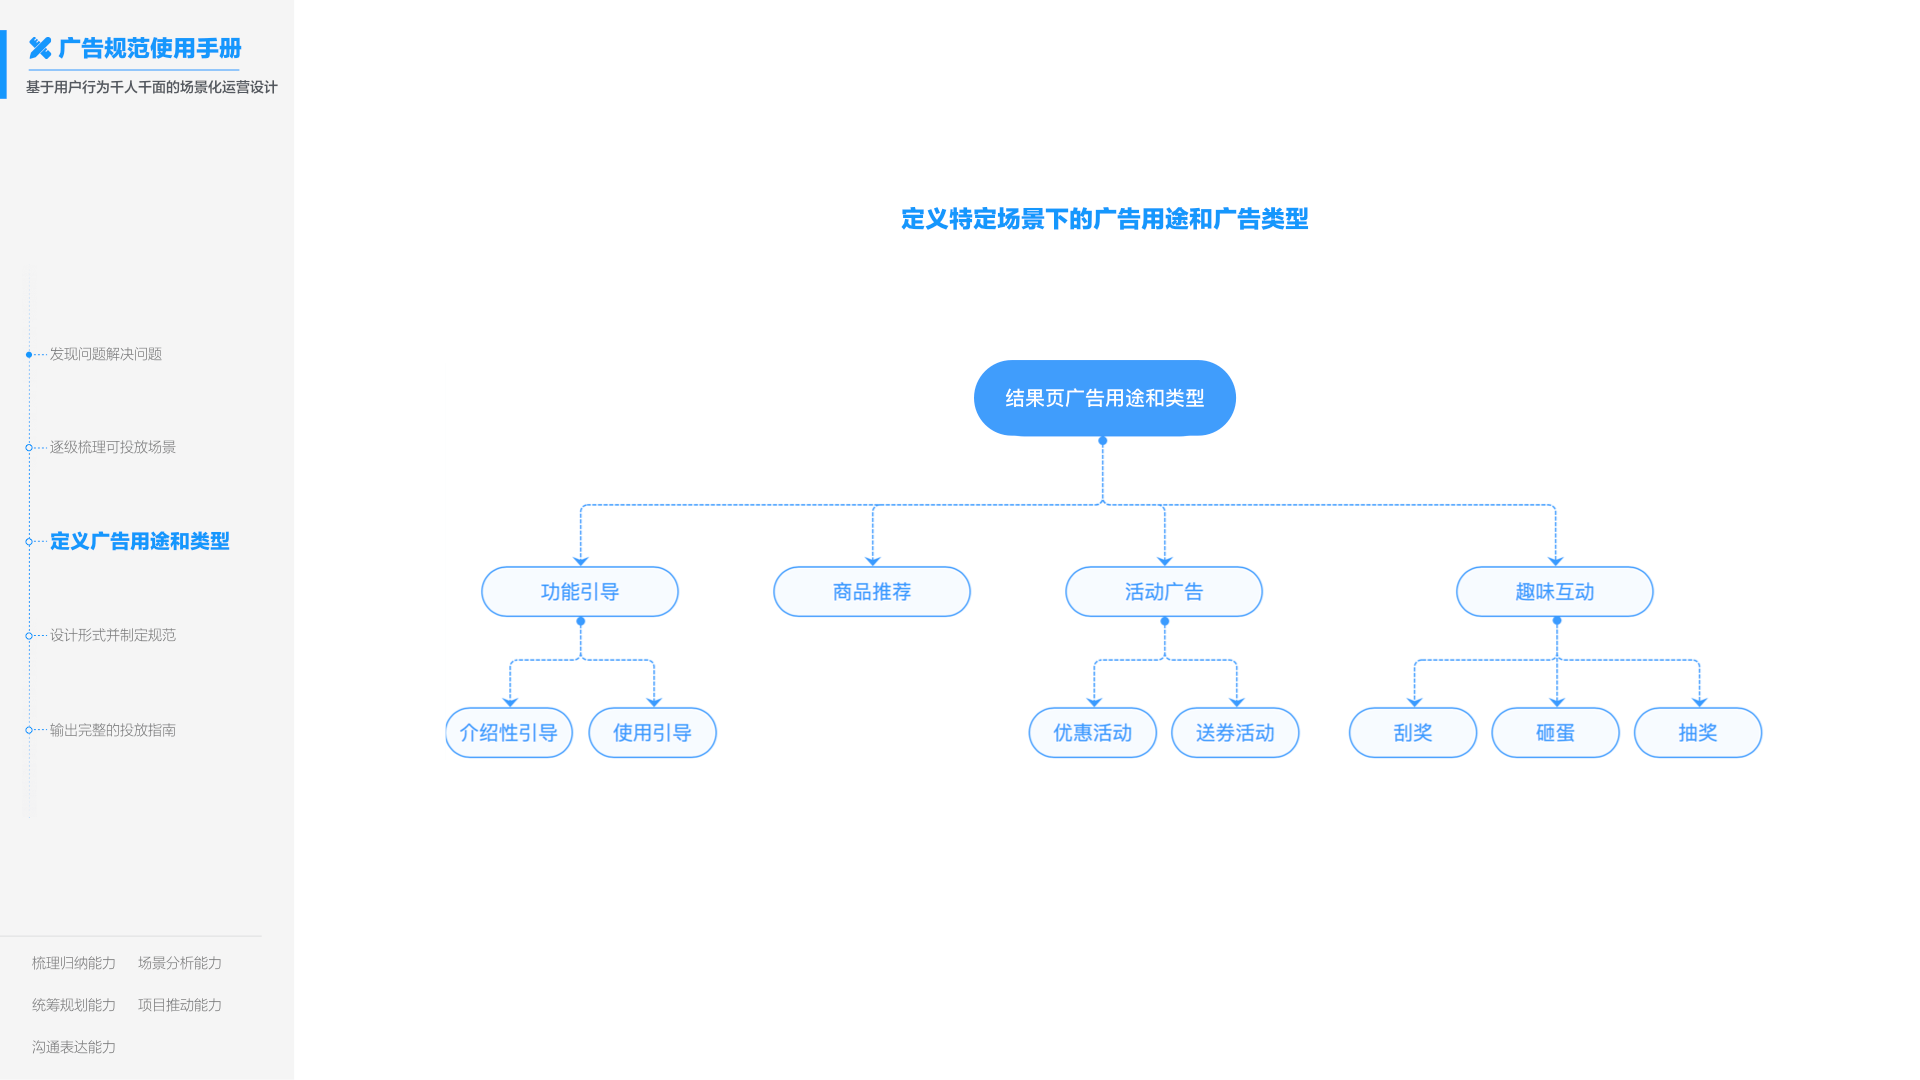 广告规范使用手册
基于用户行为千人千面的场景化运营设计
发现问题解决问题
逐级梳理可投放场景
定义广告用途和类型
设计形式并制定规范
输出完整的投放指南
梳理归纳能力 场景分析能力
统筹规划能力 项目推动能力
沟通表达能力
定义特定场景下的广告用途和广告类型
结果页广告用途和类型
功能引导 商品推荐 活动广告 趣味互动
介绍性引导 使用引导 优惠活动 送券活动 刮奖 砸蛋 抽奖